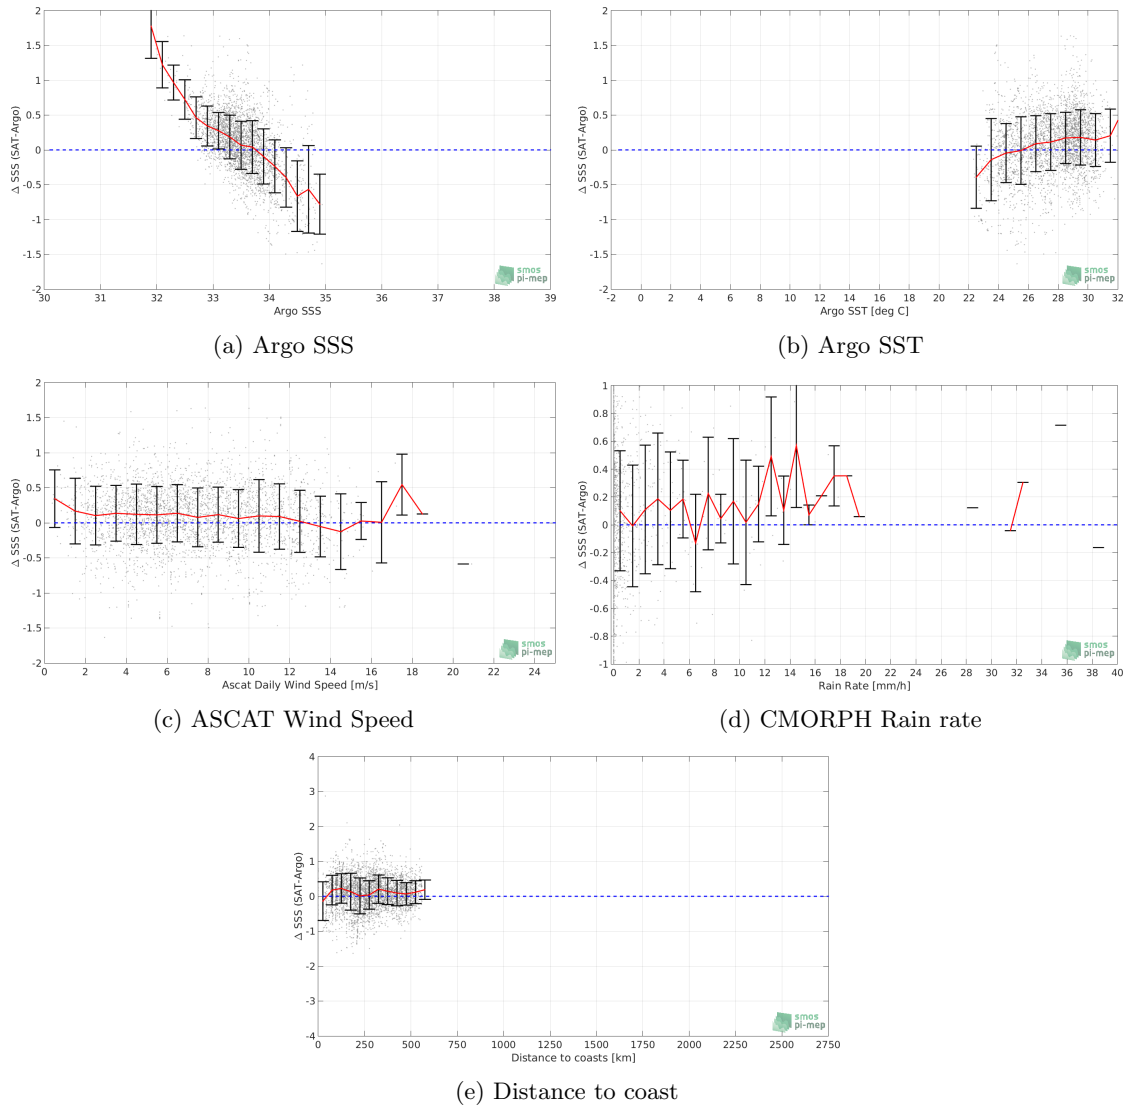 2
1.5
1
0.5
0
-0.5
-1
-1.5
-2
Δ SSS (SAT-Argo)
30 31 32 33 34 35 36 37 38 39
Argo SSS
smos
pi-mep
(a) Argo SSS
2
1.5
1
0.5
0
-0.5
-1
-1.5
-2
Δ SSS (SAT-Argo)
-2 0 2 4 6 8 10 12 14 16 18 20 22 24 26 28 30 32
Argo SST [deg C]
smos
pi-mep
(b) Argo SST
2
1.5
1
0.5
0
-0.5
-1
-1.5
-2
Δ SSS (SAT-Argo)
0 2 4 6 8 10 12 14 16 18 20 22 24
Ascat Daily Wind Speed [m/s]
smos
pi-mep
(c) ASCAT Wind Speed
1
0.8
0.6
0.4
0.2
0
-0.2
-0.4
-0.6
-0.8
-1
Δ SSS (SAT-Argo)
0 2 4 6 8 10 12 14 16 18 20 22 24 26 28 30 32 34 36 38 40
Rain Rate [mm/h]
smos
pi-mep
(d) CMORPH Rain rate
4
3
2
1
0
-1
-2
-3
-4
Δ SSS (SAT-Argo)
0 250 500 750 1000 1250 1500 1750 2000 2250 2500 2750
Distance to coasts [km]
smos
pi-mep
(e) Distance to coast